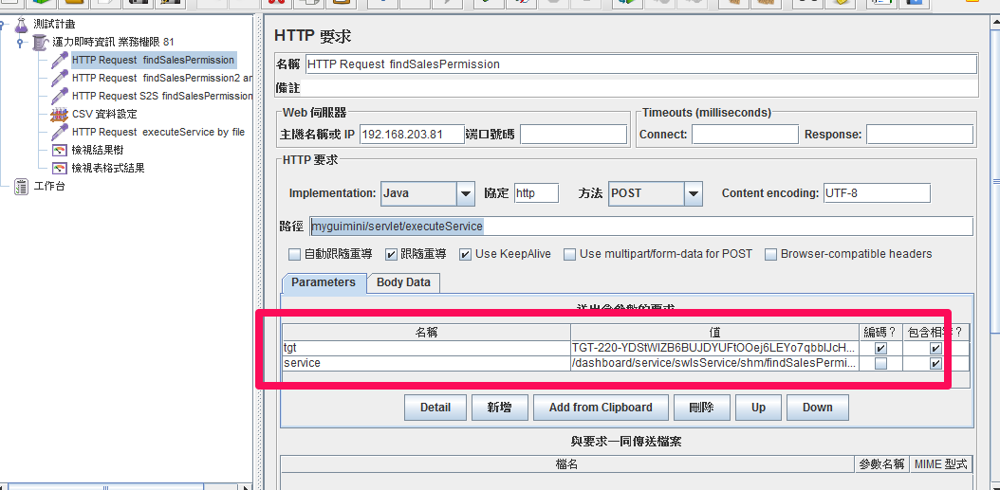 測試計畫
運力即時資訊 業務權限 81
HTTP Request findSalesPermission
HTTP Request findSalesPermission2 ar
HTTP Request S2S findSalesPermission
CSV 資料設定
HTTP Request executeService by file
檢視結果樹
檢視表格式結果
工作台
HTTP 要求
名稱 HTTP Request findSalesPermission
備註
Web 伺服器
主機名稱或 IP 192.168.203.81 端口號碼
Timeouts (milliseconds)
Connect: Response:
HTTP 要求
Implementation: Java 協定 http 方法 POST Content encoding: UTF-8
路徑 myguimini/servlet/executeService
自動跟隨重導 跟隨重導 Use KeepAlive Use multipart/form-data for POST Browser-compatible headers
Parameters Body Data
送出含參數的要求
名稱 值 編碼？ 包含相等？
tgt TGT-220-YDStWIZB6BUJDYUFtOOej6LEYo7qbbIJcH...
service /dashboard/service/swlsService/shm/findSalesPermi...
Detail 新增 Add from Clipboard 刪除 Up Down
與要求一同傳送檔案
檔名 參數名稱 MIME 型式